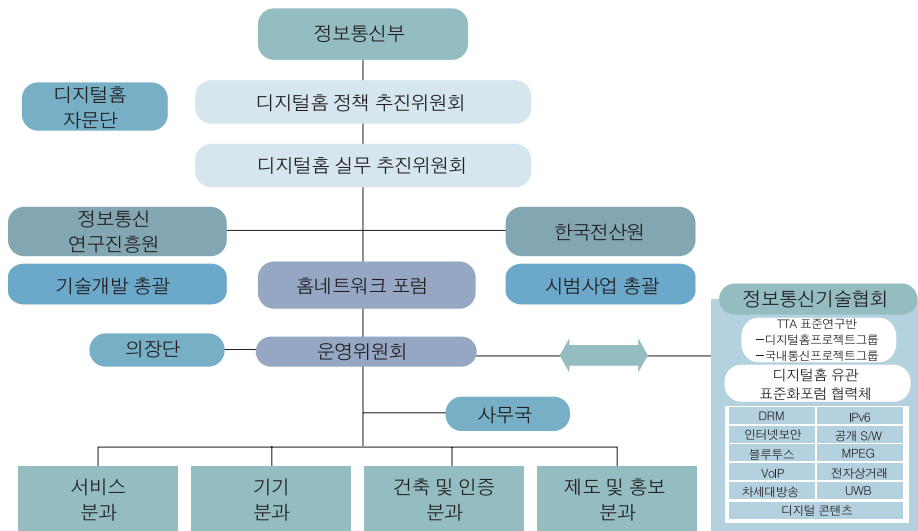 정보통신부
디지털홈
자문단
디지털홈 정책 추진위원회
디지털홈 실무 추진위원회
정보통신
연구진흥원
한국전산원
기술개발 총괄
홈네트워크 포럼
시범사업 총괄
의장단
운영위원회
사무국
서비스
분과
기기
분과
건축 및 인증
분과
제도 및 홍보
분과
정보통신기술협회
TTA 표준연구반
－디지털홈프로젝트그룹
－국내통신프로젝트그룹
디지털홈 유관
표준화포럼 협력체
DRM IPv6
인터넷보안 공개 S/W
블루투스 MPEG
VoIP 전자상거래
차세대방송 UWB
디지털 콘텐츠